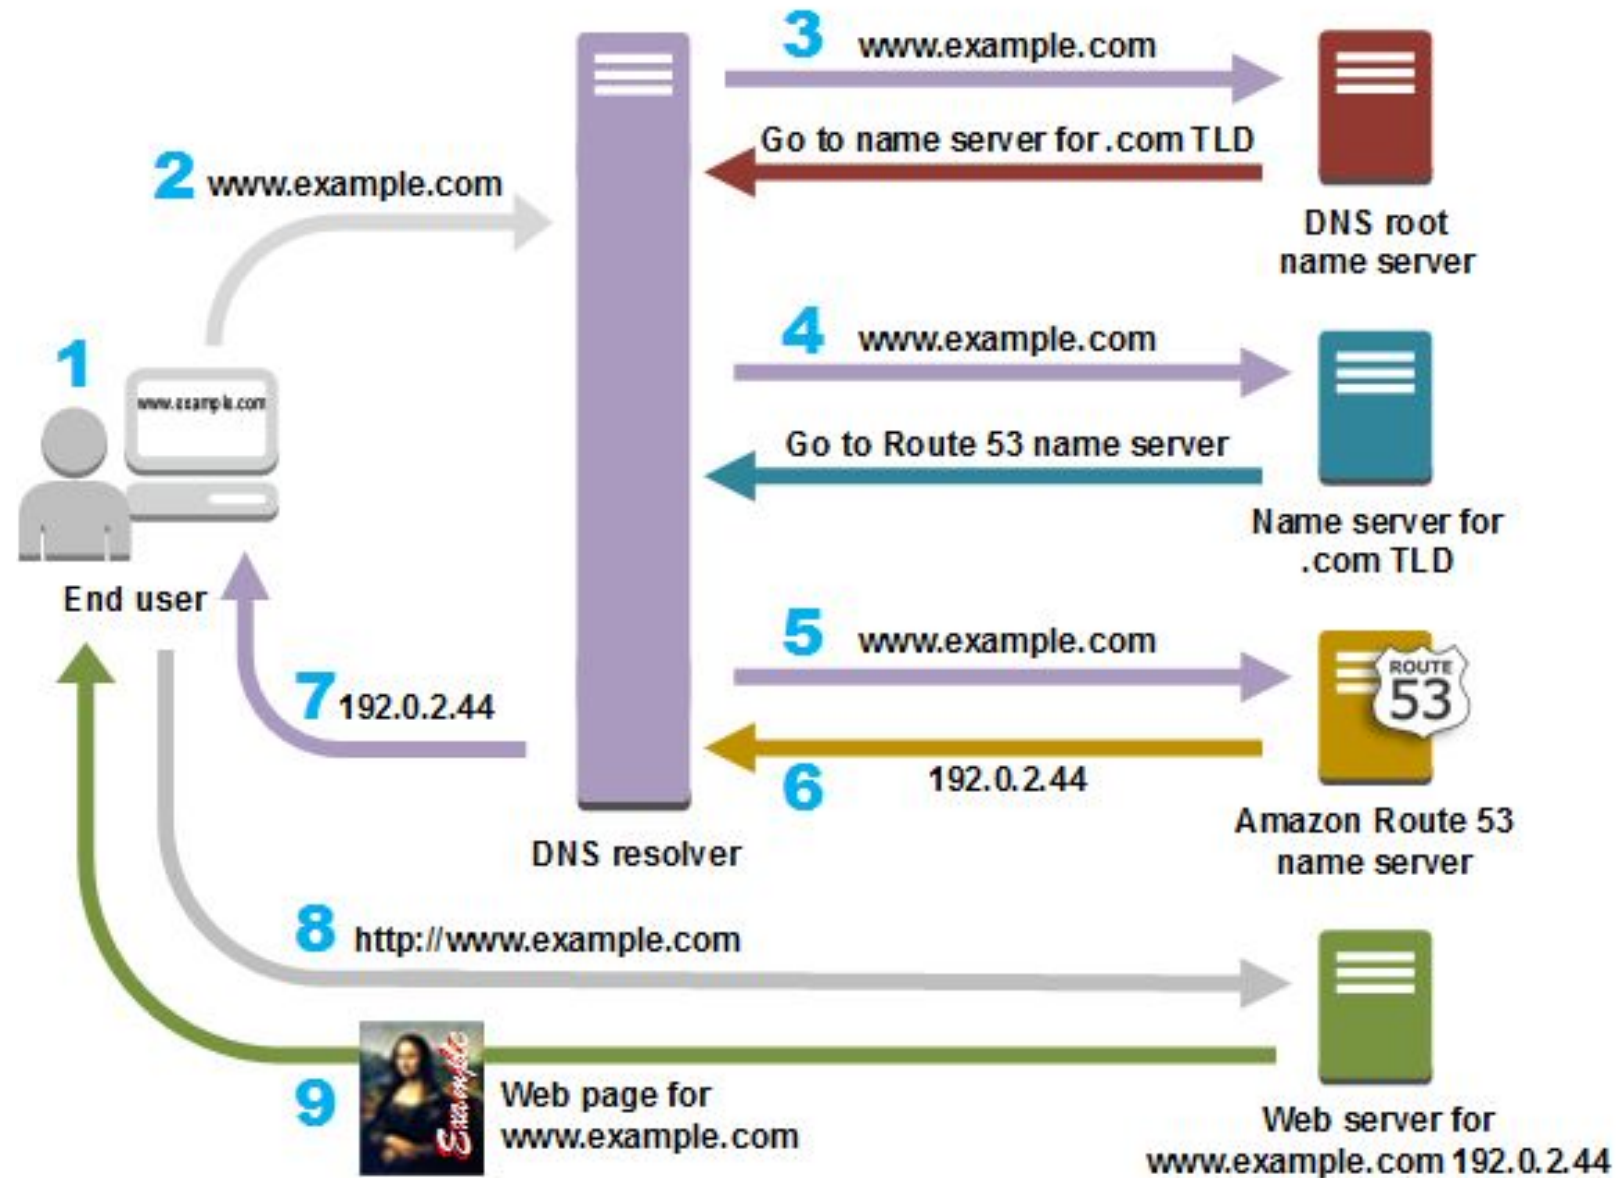 3 www.example.com
Go to name server for .com TLD
DNS root
name server
2 www.example.com
1
www.example.com
End user
4 www.example.com
Go to Route 53 name server
Name server for
.com TLD
5 www.example.com
ROUTE
53
6 192.0.2.44
Amazon Route 53
name server
7 192.0.2.44
DNS resolver
8 http://www.example.com
9
Example
Web page for
www.example.com
Web server for
www.example.com 192.0.2.44